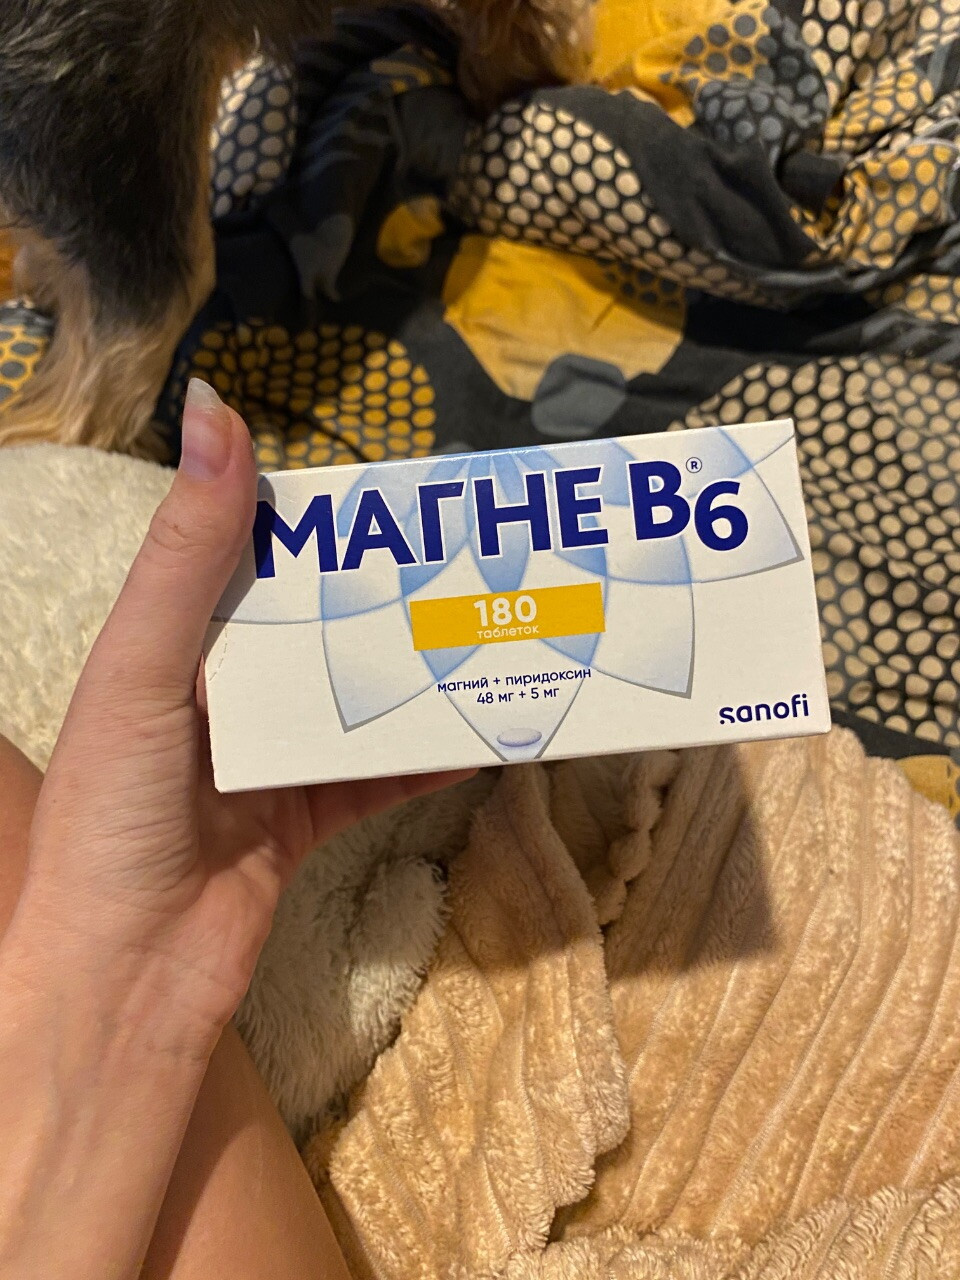 МАГНЕ B6®
180
таблеток
магний + пиридоксин
48 мг + 5 мг
sanofi